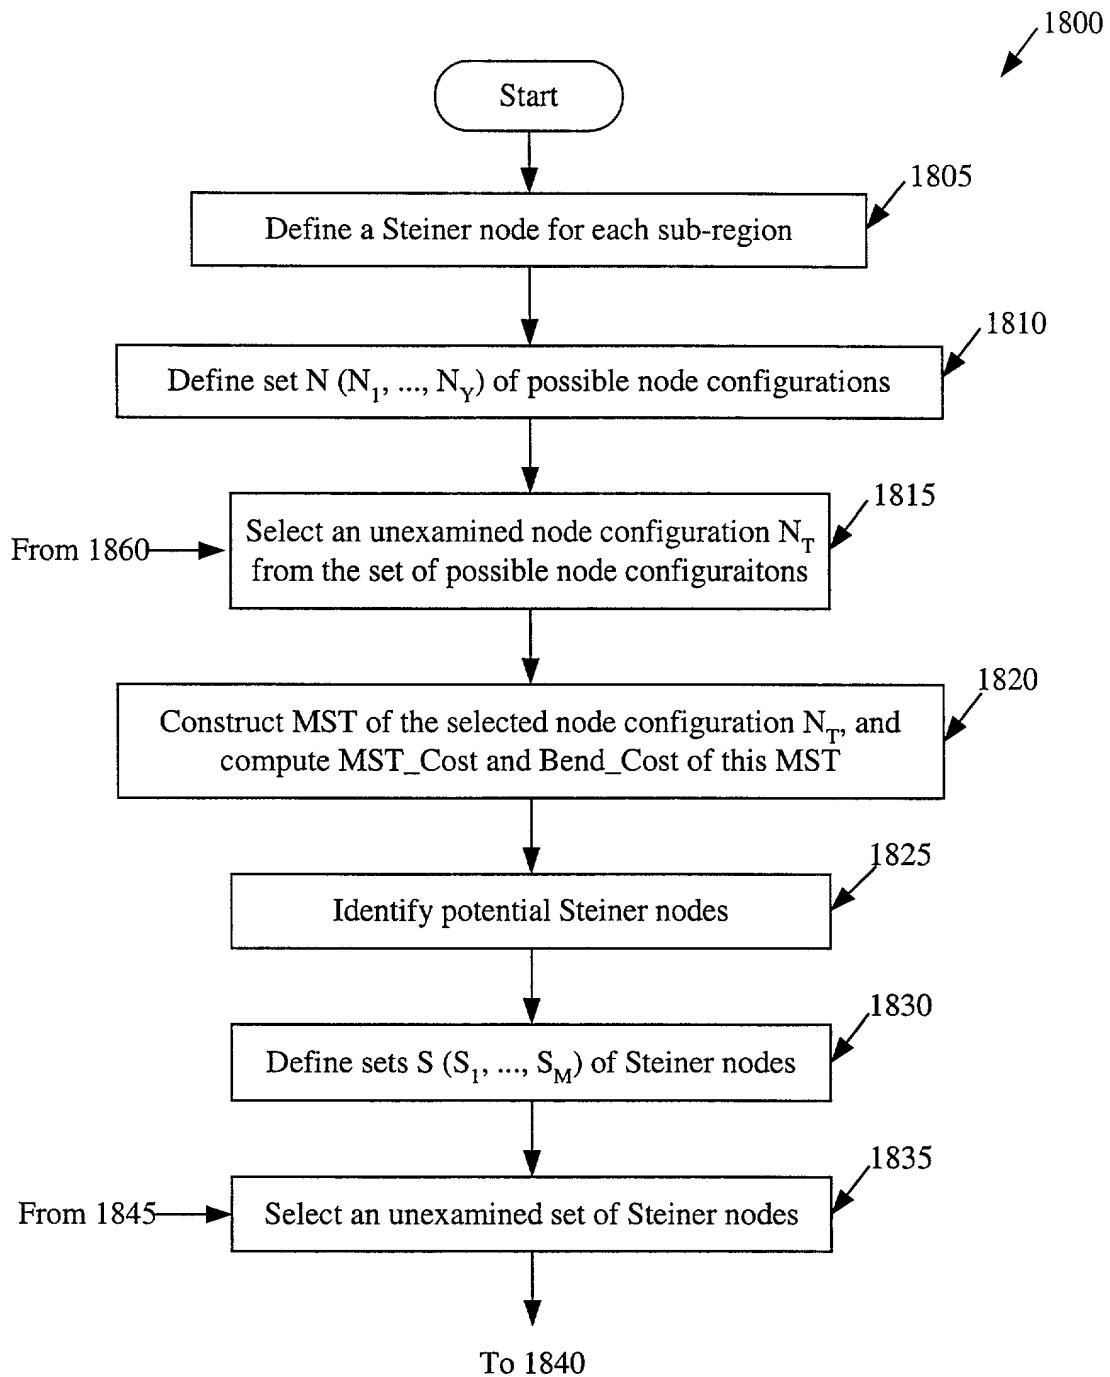 1800
Start
1805
Define a Steiner node for each sub-region
1810
Define set N (N1, ..., NY) of possible node configurations
1815
Select an unexamined node configuration NT
from the set of possible node configuraitons
From 1860
1820
Construct MST of the selected node configuration NT, and
compute MST_Cost and Bend_Cost of this MST
1825
Identify potential Steiner nodes
1830
Define sets S (S1, ..., SM) of Steiner nodes
1835
From 1845
Select an unexamined set of Steiner nodes
To 1840